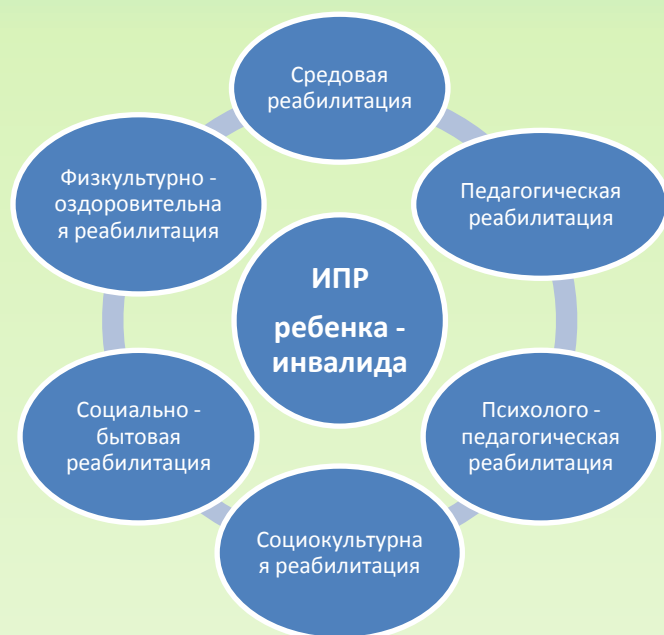 Средовая
реабилитация
Педагогическая
реабилитация
Психолого -
педагогическая
реабилитация
Социокультурна
я реабилитация
Социально -
бытовая
реабилитация
Физкультурно -
оздоровительна
я реабилитация
ИПР
ребенка -
инвалида